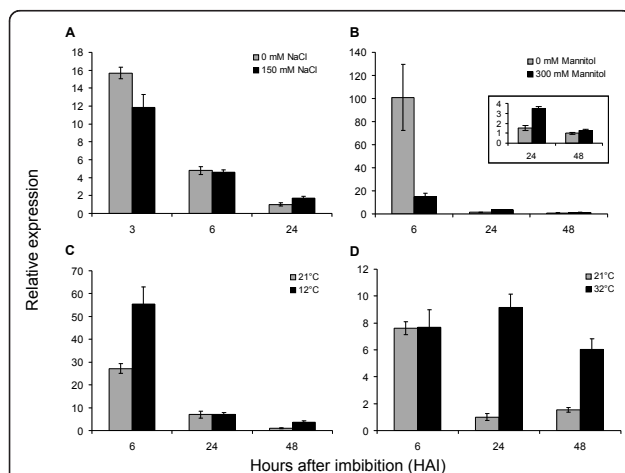 A
0 mM NaCl
150 mM NaCl
18
16
14
12
10
8
6
4
2
0
3 6 24
B
0 mM Mannitol
300 mM Mannitol
140
120
100
80
60
40
20
0
4
3
2
1
0
24 48
6 24 48
Relative expression
C
21°C
12°C
70
60
50
40
30
20
10
0
6 24 48
D
21°C
32°C
12
10
8
6
4
2
0
6 24 48
Hours after imbibition (HAI)